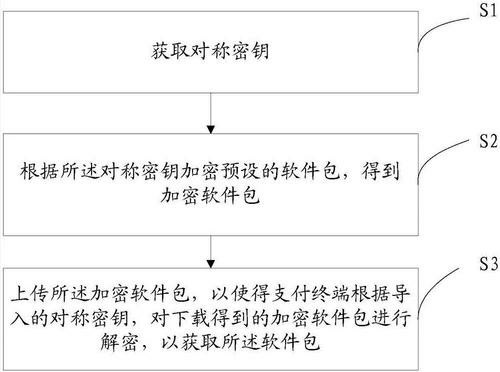 获取对称密钥
S1
根据所述对称密钥加密预设的软件包，得到
加密软件包
S2
上传所述加密软件包，以使得支付终端根据导
入的对称密钥，对下载得到的加密软件包进行
解密，以获取所述软件包
S3